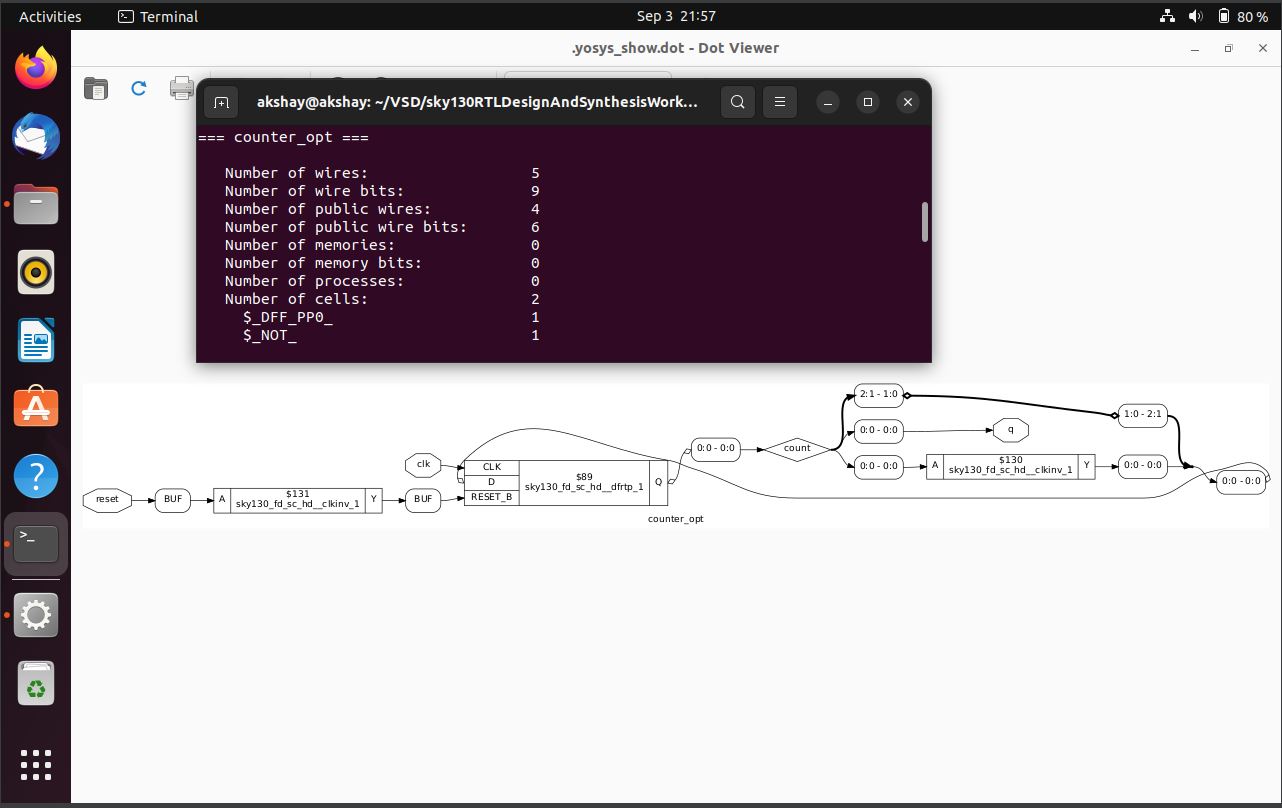 Activities
Terminal
Sep 3 21:57
80 %
.yosys_show.dot - Dot Viewer
akshay@akshay: ~/VSD/sky130RTLDesignAndSynthesisWork...
=== counter_opt ===
Number of wires: 5
Number of wire bits: 9
Number of public wires: 4
Number of public wire bits: 6
Number of memories: 0
Number of memory bits: 0
Number of processes: 0
Number of cells: 2
$_DFF_PP0_ 1
$_NOT_ 1
reset
BUF
A
$131
sky130_fd_sc_hd__clkinv_1
Y
BUF
clk
CLK
D
RESET_B
$89
sky130_fd_sc_hd__dfrtp_1
Q
0:0 - 0:0
count
2:1 - 1:0
0:0 - 0:0
q
0:0 - 0:0
A
$130
sky130_fd_sc_hd__clkinv_1
Y
1:0 - 2:1
0:0 - 0:0
0:0 - 0:0
counter_opt